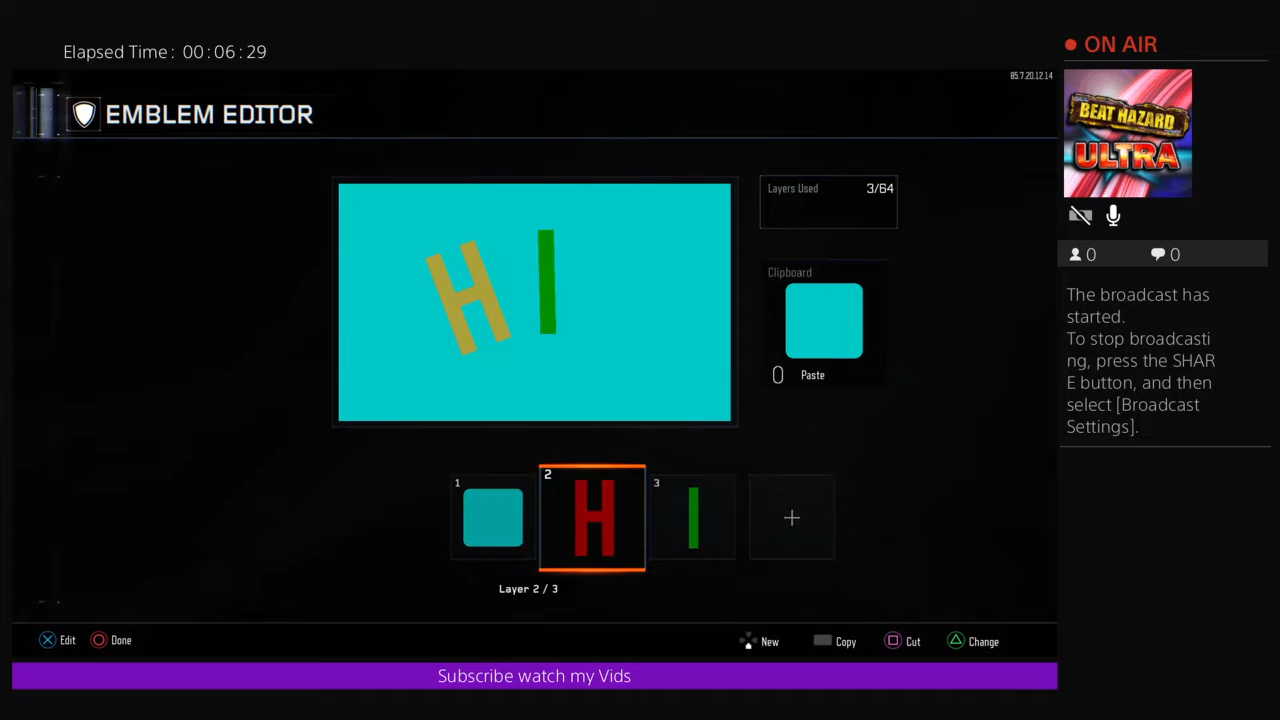 Elapsed Time: 00:06:29
ON AIR
85.7.20.12.14
EMBLEM EDITOR
BEAT HAZARD
ULTRA
Layers Used 3/64
H I
Clipboard
Paste
0 0
The broadcast has
started.
To stop broadcasti
ng, press the SHAR
E button, and then
select [Broadcast
Settings].
1 2 3
H I +
Layer 2 / 3
Edit Done New Copy Cut Change
Subscribe watch my Vids